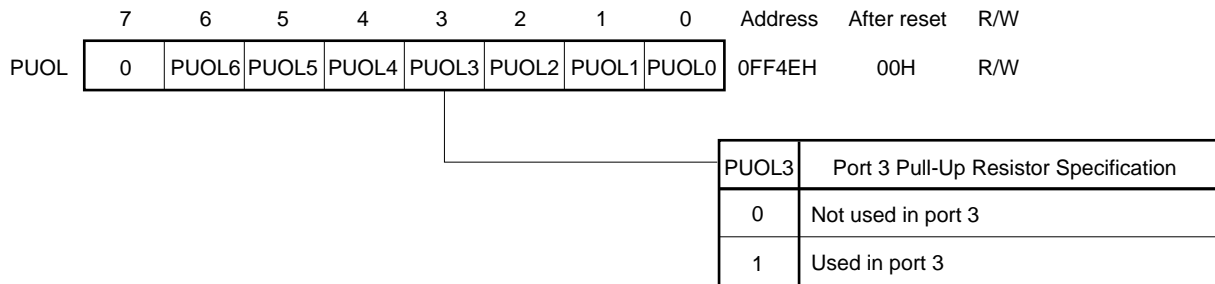 7 6 5 4 3 2 1 0 Address After reset R/W
PUOL 0 PUOL6 PUOL5 PUOL4 PUOL3 PUOL2 PUOL1 PUOL0 0FF4EH 00H R/W
PUOL3 Port 3 Pull-Up Resistor Specification
0 Not used in port 3
1 Used in port 3